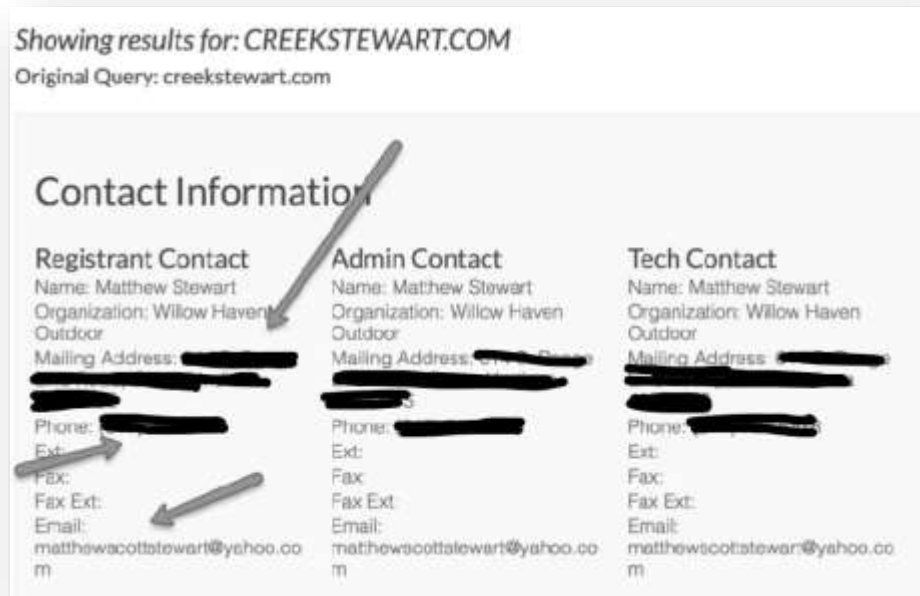 Showing results for: CREEKSTEWART.COM
Original Query: creekstewart.com
Contact Information
Registrant Contact
Name: Matthew Stewart
Organization: Willow Haven
Outdoor
Mailing Address:
Phone:
Ext:
Fax:
Fax Ext:
Email:
matthewscottstewart@yahoo.co
m
Admin Contact
Name: Matthew Stewart
Organization: Willow Haven
Outdoor
Mailing Address:
Phone:
Ext:
Fax
Fax Ext
Email:
matthewscottstewart@yahoo.co
m
Tech Contact
Name: Matthew Stewart
Organization: Willow Haven
Outdoor
Mailing Address
Phone:
Ext:
Fax:
Fax Ext:
Email:
matthewscottstewart@yahoo.co
m